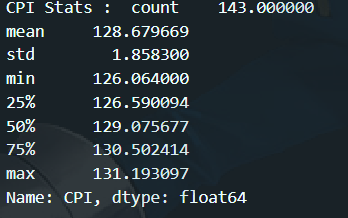 CPI Stats :  count    143.000000
mean     128.679669
std        1.858300
min      126.064000
25%      126.590094
50%      129.075677
75%      130.502414
max      131.193097
Name: CPI, dtype: float64